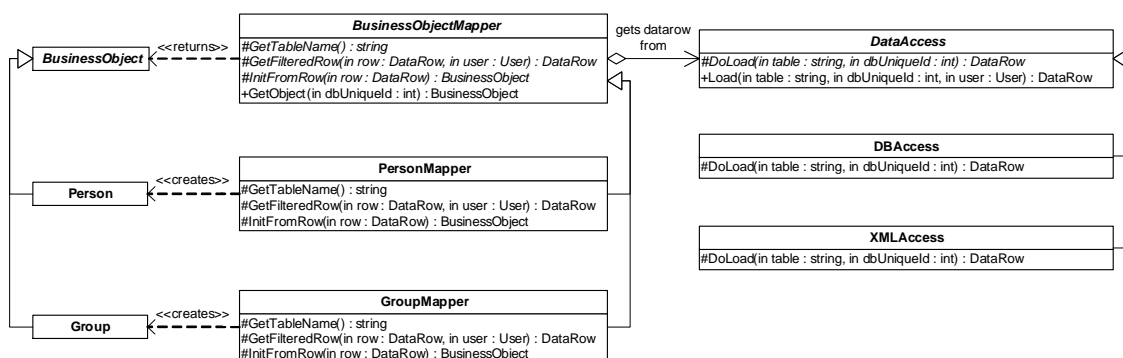 BusinessObject
<<returns>>
BusinessObjectMapper
#GetTableName() : string
#GetFilteredRow(in row : DataRow, in user : User) : DataRow
#InitFromRow(in row : DataRow) : BusinessObject
+GetObject(in dbUniqueId : int) : BusinessObject
gets datarow
from
DataAccess
#DoLoad(in table : string, in dbUniqueId : int) : DataRow
+Load(in table : string, in dbUniqueId : int, in user : User) : DataRow
DBAccess
#DoLoad(in table : string, in dbUniqueId : int) : DataRow
Person
<<creates>>
PersonMapper
#GetTableName() : string
#GetFilteredRow(in row : DataRow, in user : User) : DataRow
#InitFromRow(in row : DataRow) : BusinessObject
XMLAccess
#DoLoad(in table : string, in dbUniqueId : int) : DataRow
Group
<<creates>>
GroupMapper
#GetTableName() : string
#GetFilteredRow(in row : DataRow, in user : User) : DataRow
#InitFromRow(in row : DataRow) : BusinessObject